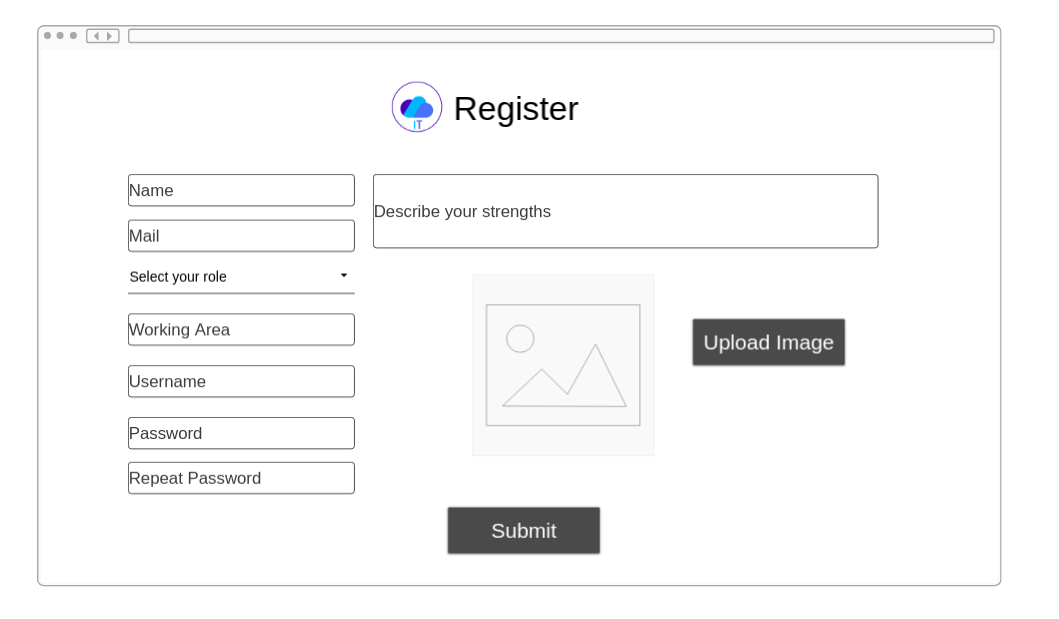 IT
Register
Name
Mail
Select your role
Working Area
Username
Password
Repeat Password
Describe your strengths
Upload Image
Submit